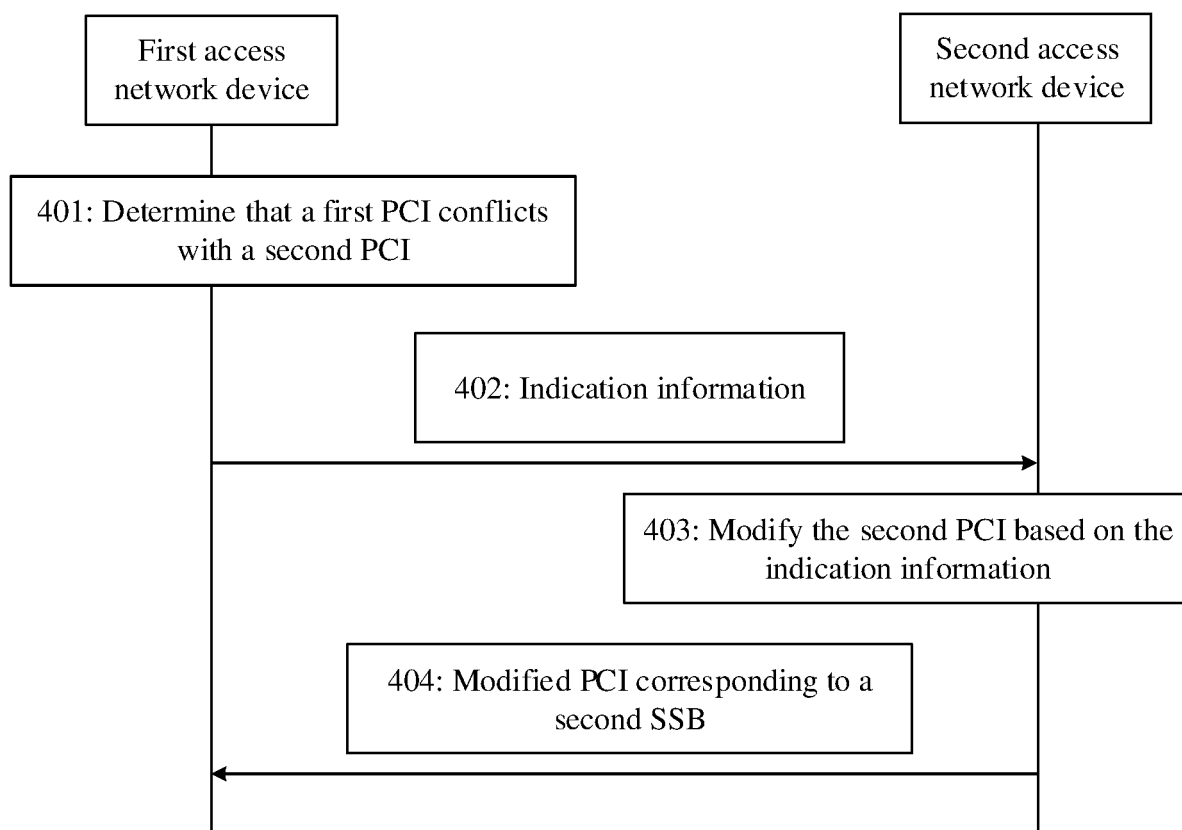 First access
network device
Second access
network device
401: Determine that a first PCI conflicts
with a second PCI
402: Indication information
403: Modify the second PCI based on the
indication information
404: Modified PCI corresponding to a
second SSB